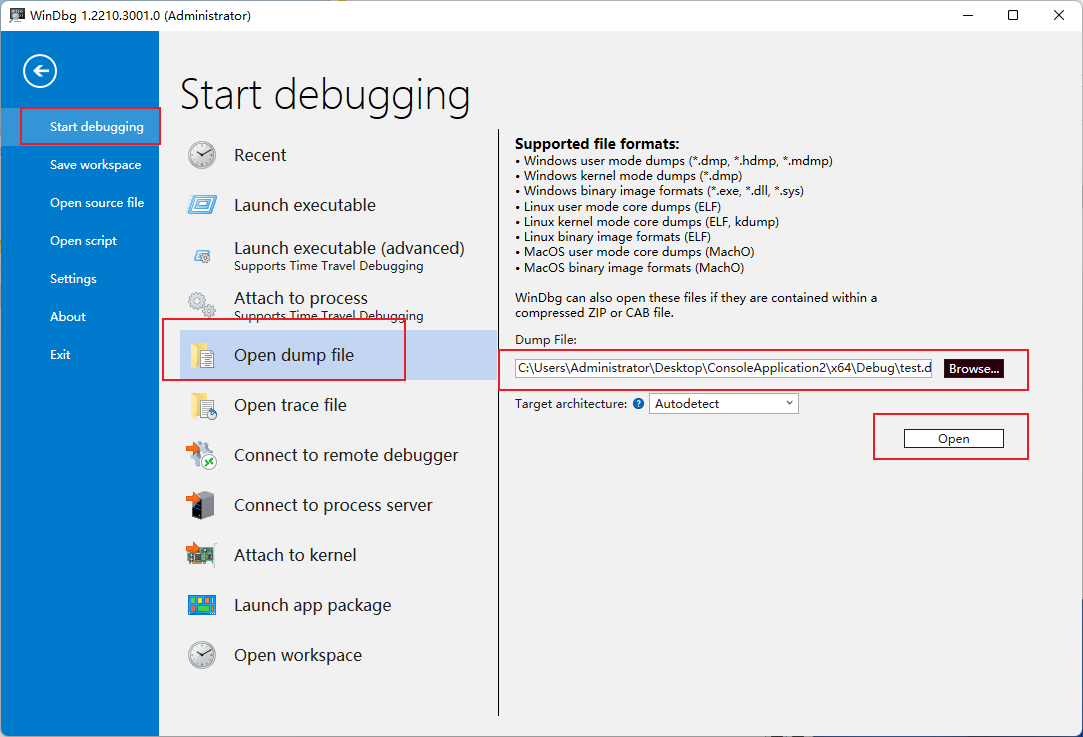 WinDbg 1.2210.3001.0 (Administrator)
Start debugging
Save workspace
Open source file
Open script
Settings
About
Exit
Start debugging
Recent
Launch executable
Launch executable (advanced)
Supports Time Travel Debugging
Attach to process
Supports Time Travel Debugging
Open dump file
Open trace file
Connect to remote debugger
Connect to process server
Attach to kernel
Launch app package
Open workspace
Supported file formats:
• Windows user mode dumps (*.dmp, *.hdmp, *.mdmp)
• Windows kernel mode dumps (*.dmp)
• Windows binary image formats (*.exe, *.dll, *.sys)
• Linux user mode core dumps (ELF)
• Linux kernel mode core dumps (ELF, kdump)
• Linux binary image formats (ELF)
• MacOS user mode core dumps (MachO)
• MacOS binary image formats (MachO)
WinDbg can also open these files if they are contained within a
compressed ZIP or CAB file.
Dump File:
C:\Users\Administrator\Desktop\ConsoleApplication2\x64\Debug\test.d
Browse...
Target architecture: ? Autodetect
Open